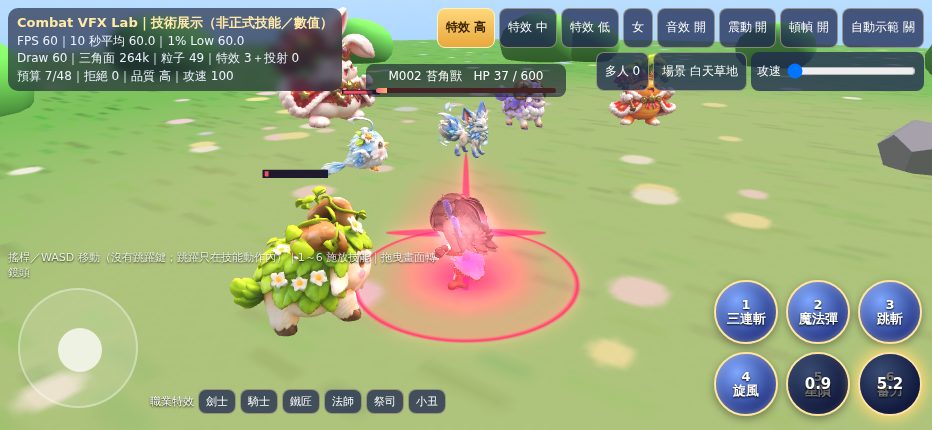 Combat VFX Lab｜技術展示（非正式技能／數值）
FPS 60｜10 秒平均 60.0｜1% Low 60.0
Draw 60｜三角面 264k｜粒子 49｜特效 3＋投射 0
預算 7/48｜拒絕 0｜品質 高｜攻速 100
特效 高
特效 中
特效 低
女
音效 開
震動 開
頓幀 開
自動示範 關
多人 0
場景 白天草地
攻速
M002 苔角獸 HP 37 / 600
搖桿／WASD 移動（沒有跳躍鍵；跳躍只在技能動作內）｜1～6 施放技能｜拖曳畫面轉
鏡頭
1
三連斬
2
魔法彈
3
跳斬
4
旋風
0.9
5.2
6
蓄力
職業特效
劍士
騎士
鐵匠
法師
祭司
小丑